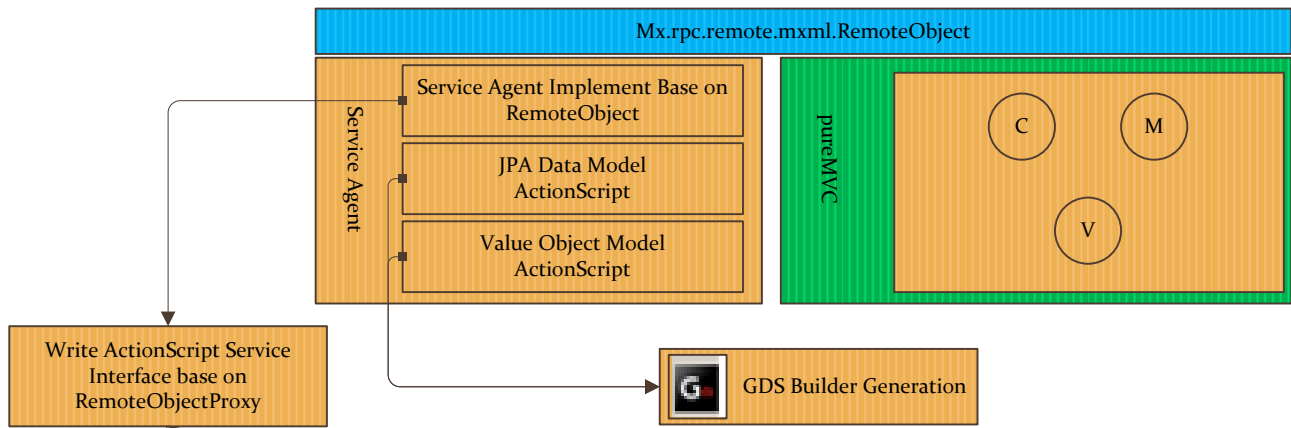 Mx.rpc.remote.mxml.RemoteObject
Service Agent
Service Agent Implement Base on
RemoteObject
JPA Data Model
ActionScript
Value Object Model
ActionScript
pureMVC
C
M
V
Write ActionScript Service
Interface base on
RemoteObjectProxy
G
GDS Builder Generation